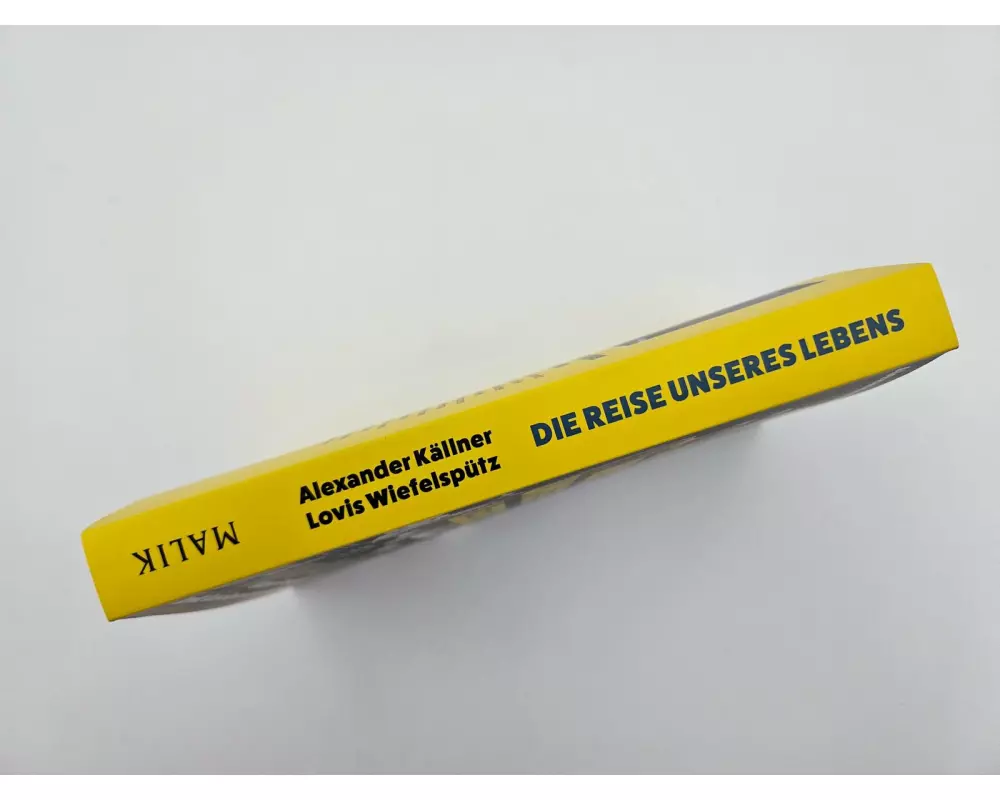 MALIK
Alexander Källner
Lovis Wiefelspütz
DIE REISE UNSERES LEBENS